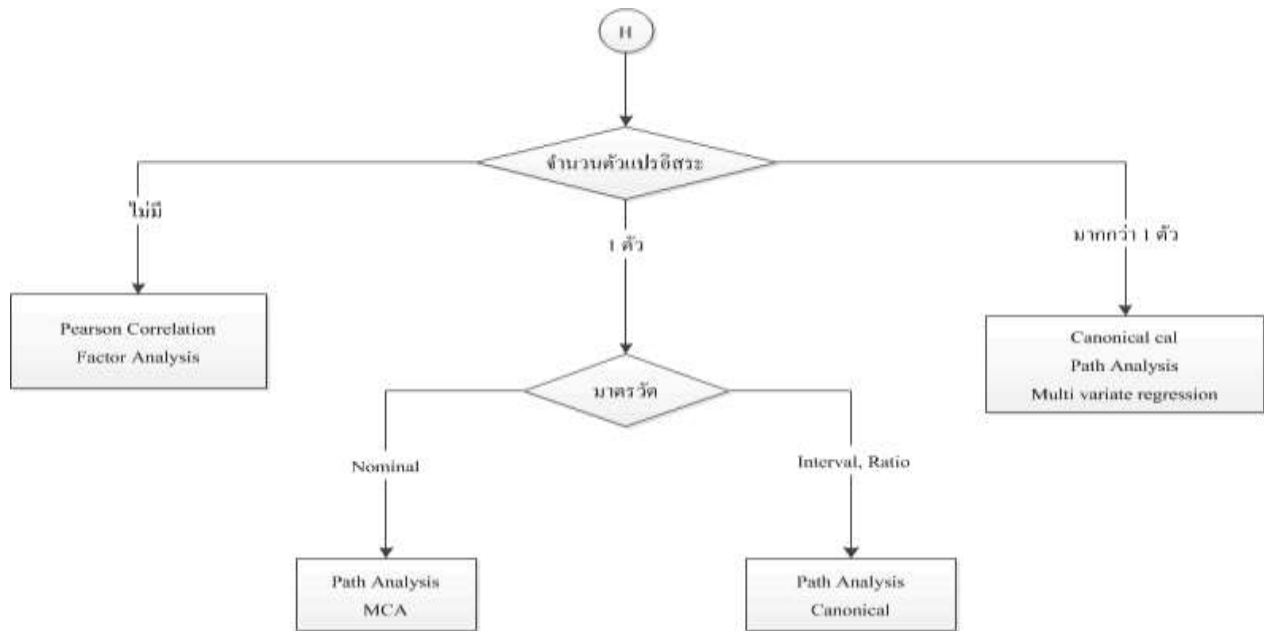 H
จำนวนตัวแปรอิสระ
ไม่มี
1 ตัว
มากกว่า 1 ตัว
Pearson Correlation
Factor Analysis
Canonical cal
Path Analysis
Multi variate regression
มาตรวัด
Nominal
Interval, Ratio
Path Analysis
MCA
Path Analysis
Canonical